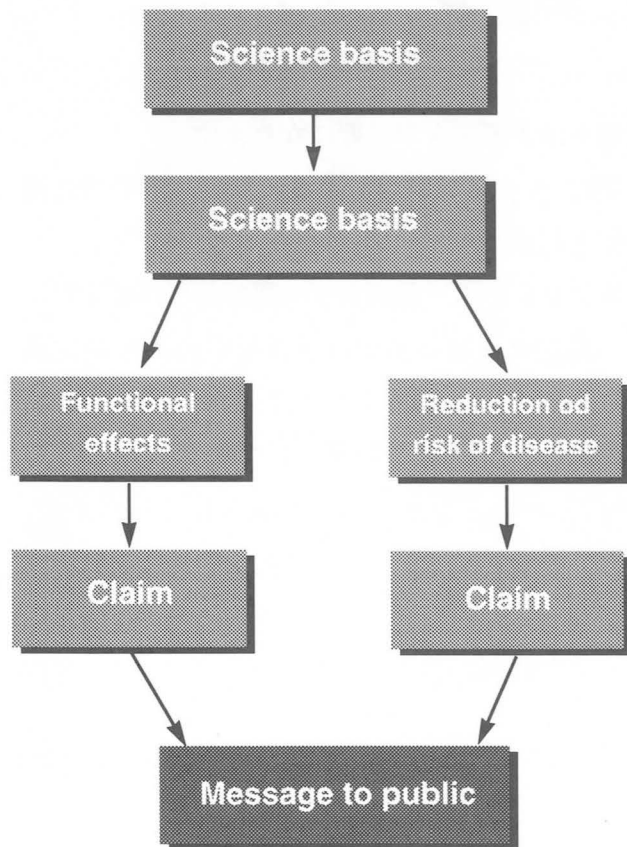 Science basis
Science basis
Functional
effects
Reduction od
risk of disease
Claim
Claim
Message to public